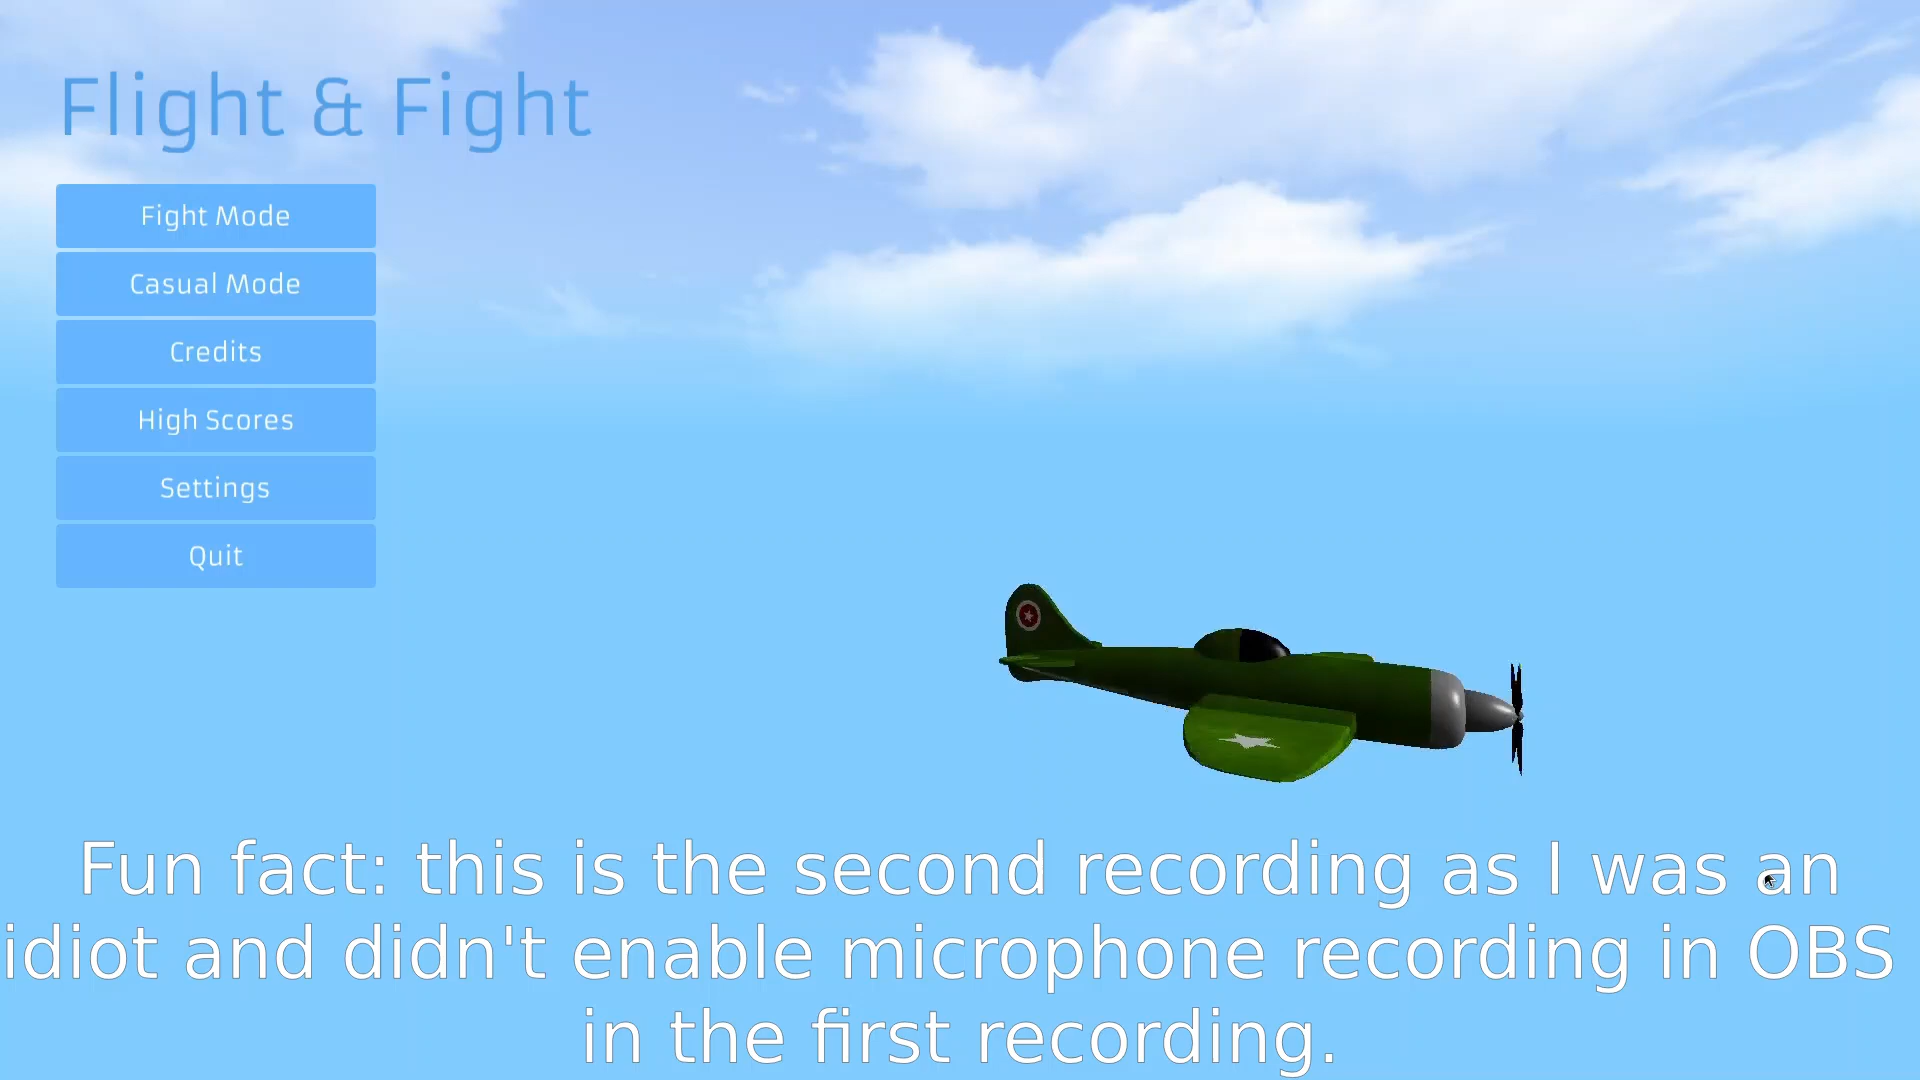 Flight & Fight
Fight Mode
Casual Mode
Credits
High Scores
Settings
Quit
Fun fact: this is the second recording as I was an
idiot and didn't enable microphone recording in OBS
in the first recording.